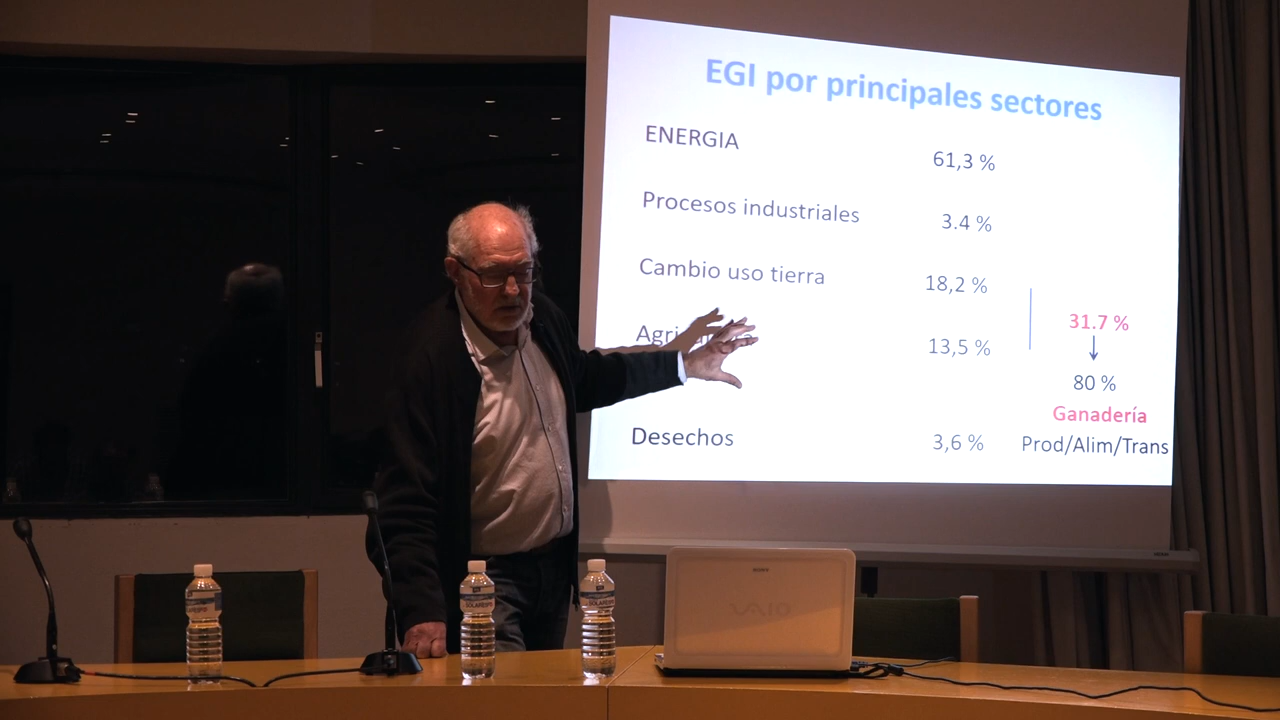 EGI por principales sectores
ENERGIA 61,3 %
Procesos industriales 3.4 %
Cambio uso tierra 18,2 %
13,5 %
31.7 %
80 %
Ganadería
Desechos 3,6 %
Prod/Alim/Trans
SONY
VAIO